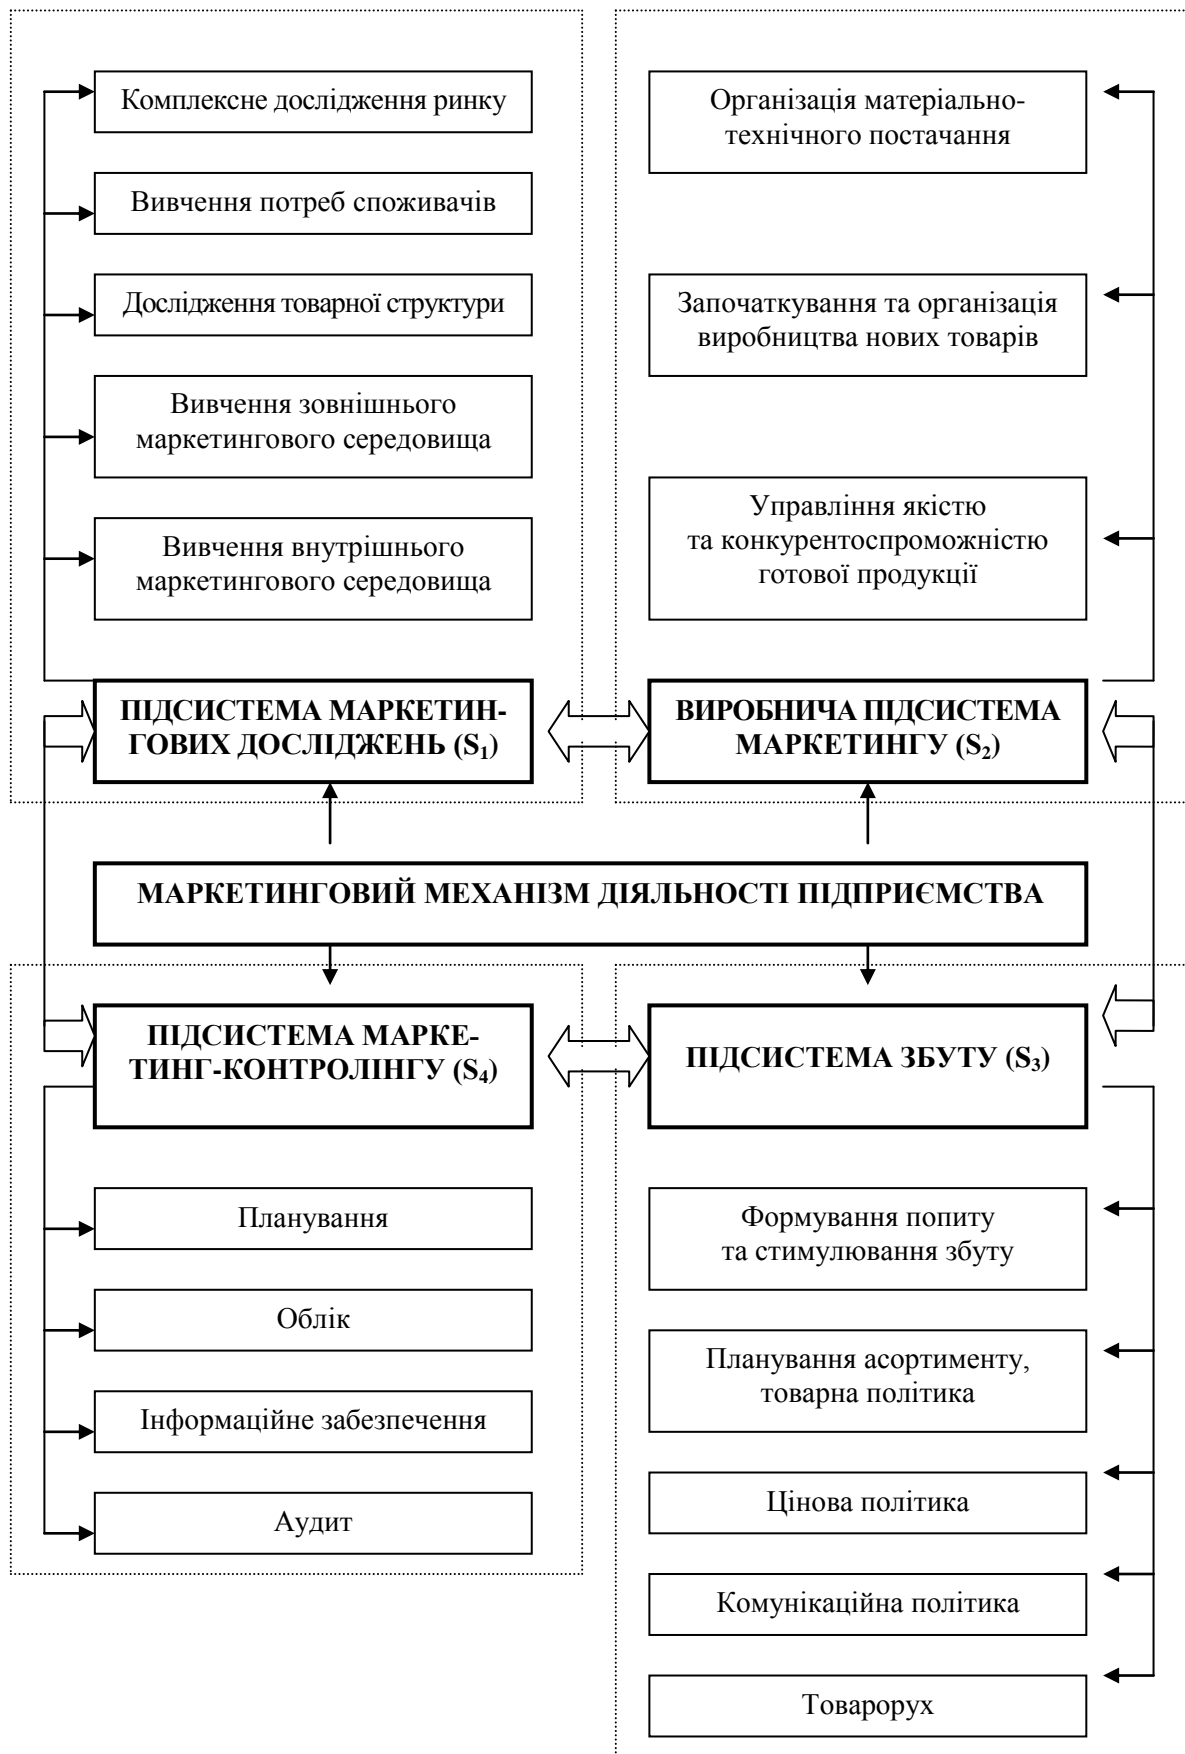 Комплексне дослідження ринку
Вивчення потреб споживачів
Дослідження товарної структури
Вивчення зовнішнього
маркетингового середовища
Вивчення внутрішнього
маркетингового середовища
ПІДСИСТЕМА МАРКЕТИН-
ГОВИХ ДОСЛІДЖЕНЬ (S₁)
Організація матеріально-
технічного постачання
Започаткування та організація
виробництва нових товарів
Управління якістю
та конкурентоспроможністю
готової продукції
ВИРОБНИЧА ПІДСИСТЕМА
МАРКЕТИНГУ (S₂)
МАРКЕТИНГОВИЙ МЕХАНІЗМ ДІЯЛЬНОСТІ ПІДПРИЄМСТВА
ПІДСИСТЕМА МАРКЕ-
ТИНГ-КОНТРОЛІНГУ (S₄)
Планування
Облік
Інформаційне забезпечення
Аудит
ПІДСИСТЕМА ЗБУТУ (S₃)
Формування попиту
та стимулювання збуту
Планування асортименту,
товарна політика
Цінова політика
Комунікаційна політика
Товарорух